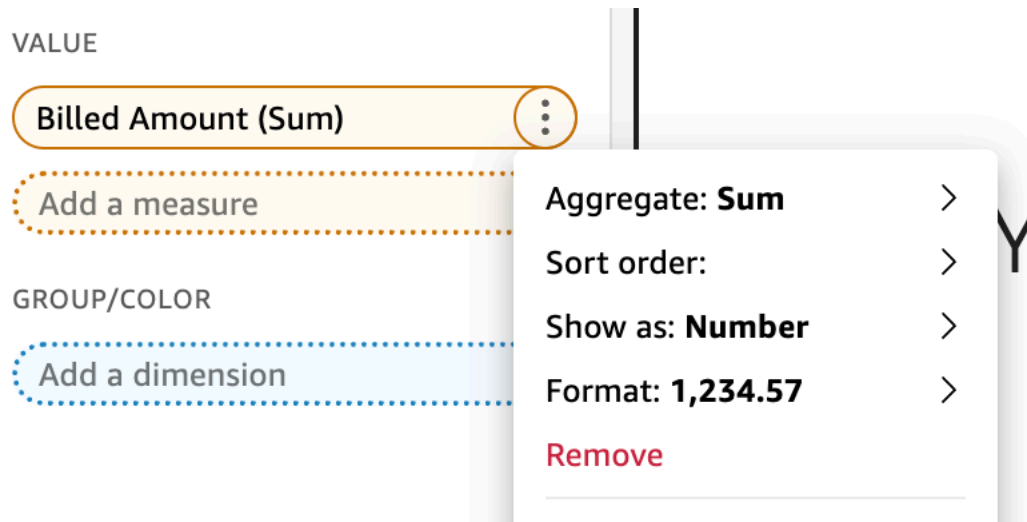 VALUE
Billed Amount (Sum)
Add a measure
GROUP/COLOR
Add a dimension
Aggregate: Sum
Sort order:
Show as: Number
Format: 1,234.57
Remove
Y